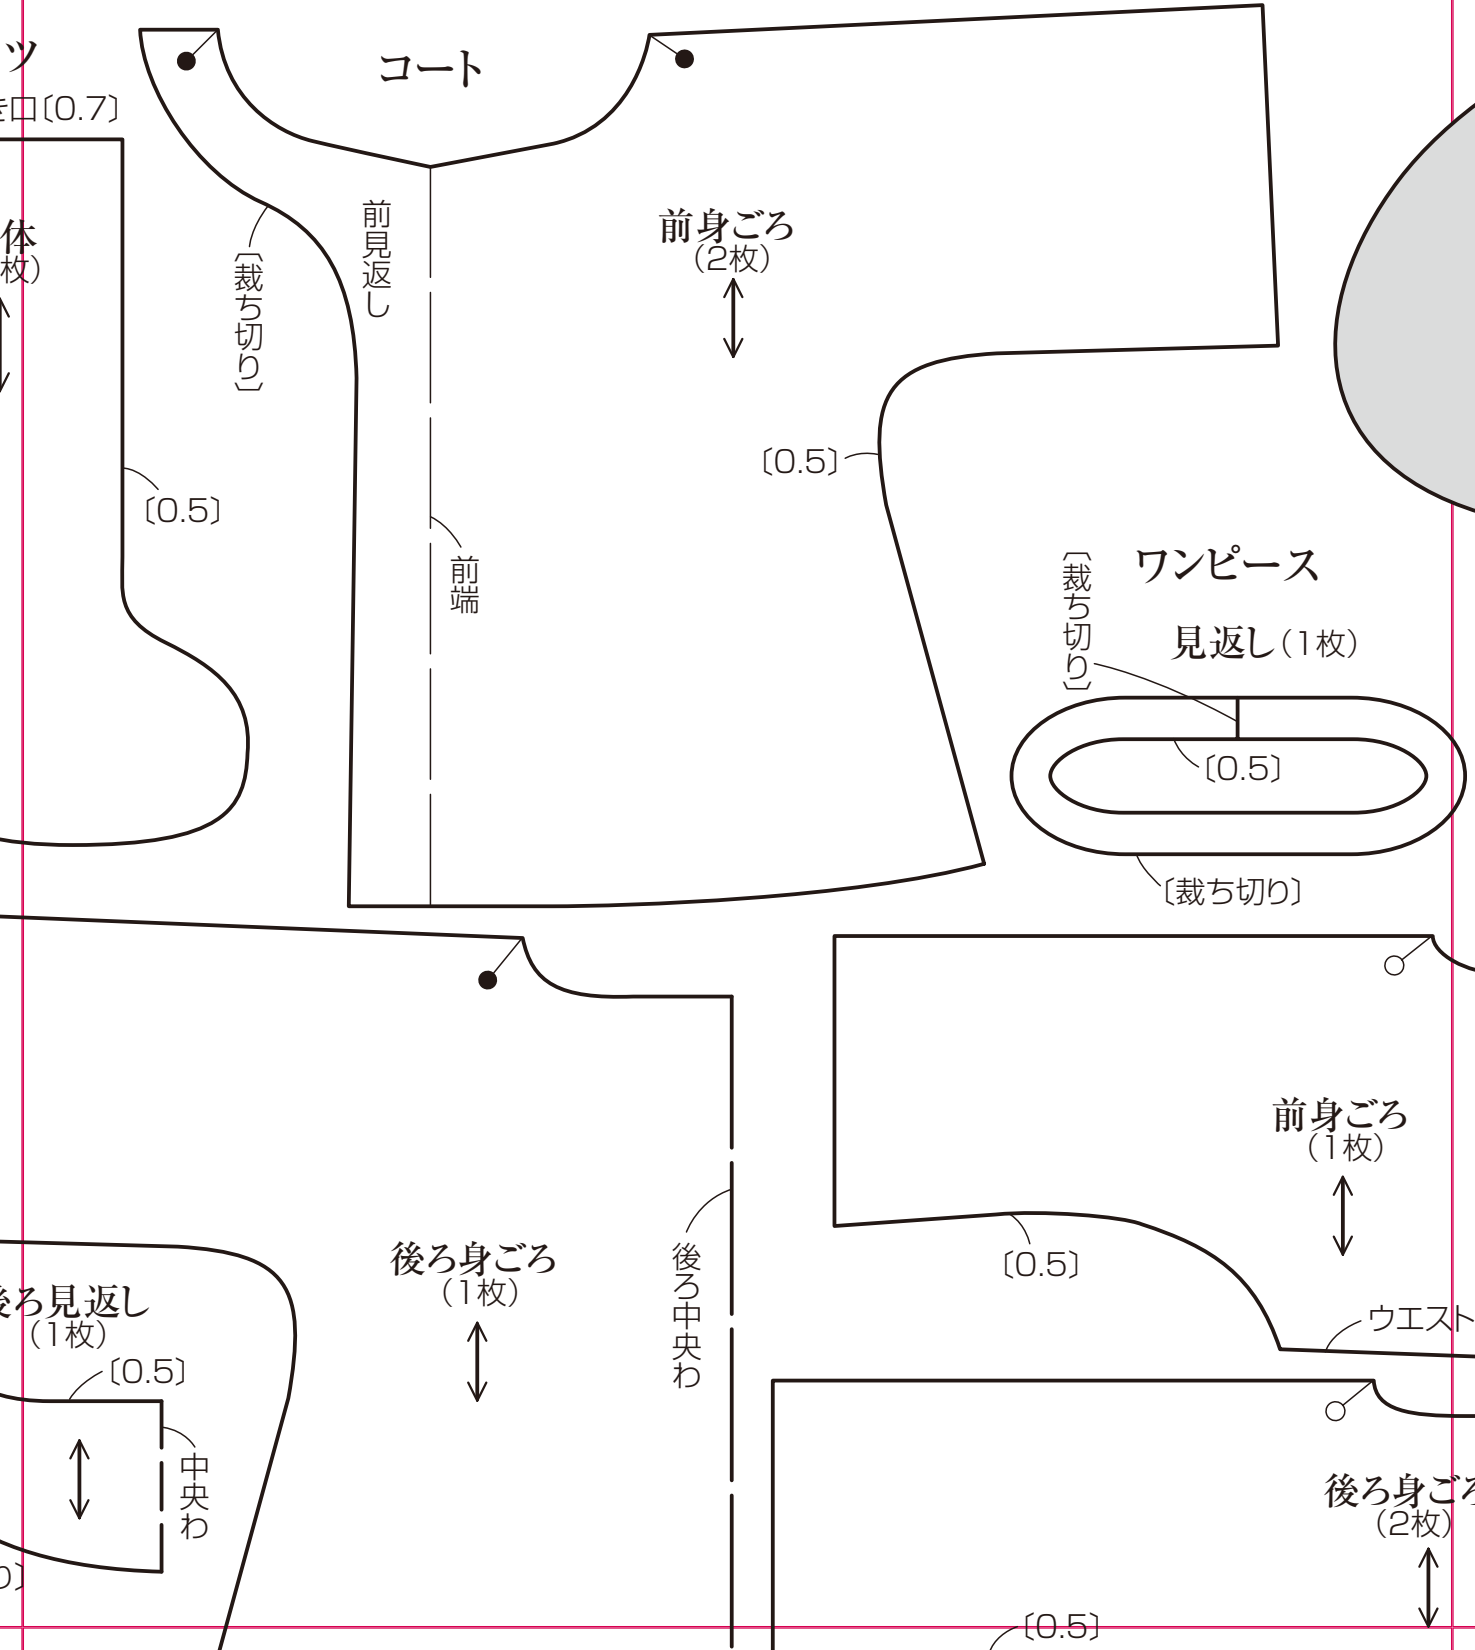 ツ
口〔0.7〕
体
枚）
〔0.5〕
コート
前見返し
〔裁ち切り〕
前身ごろ
（2枚）
〔0.5〕
前端
ワンピース
見返し（1枚）
〔裁ち切り〕
〔0.5〕
〔裁ち切り〕
後ろ身ごろ
（1枚）
後ろ中央わ
ろ見返し
（1枚）
〔0.5〕
中央わ
0〕
前身ごろ
（1枚）
〔0.5〕
ウエスト
後ろ身ごろ
（2枚）
〔0.5〕